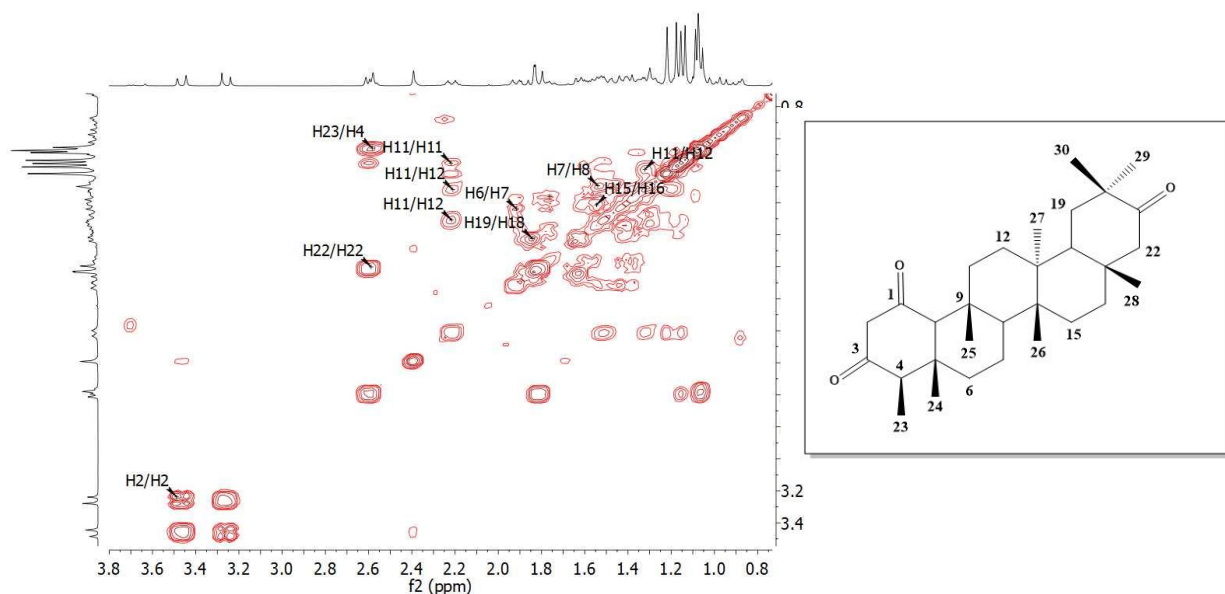 H23/H4
H11/H11
H11/H12
H7/H8
H11/H12
H15/H16
H6/H7
H11/H12
H19/H18
H22/H22
H2/H2
0.8
3.2
3.4
3.8 3.6 3.4 3.2 3.0 2.8 2.6 2.4 2.2 2.0 1.8 1.6 1.4 1.2 1.0 0.8
f2 (ppm)
30 29
O
19
27
12 22
O
1 9 28
15
3 25 26
4
O 24 6
23